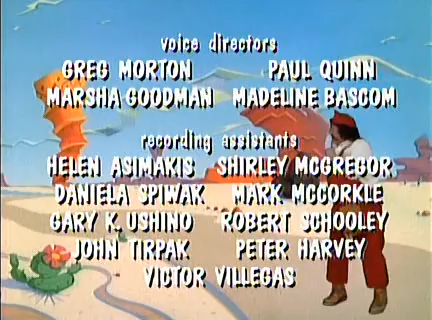 voice directors
GREG MORTON PAUL QUINN
MARSHA GOODMAN MADELINE BASCOM
recording assistants
HELEN ASIMAKIS SHIRLEY MCGREGOR
DANIELA SPIWAK MARK MCCORKLE
GARY K. USHINO ROBERT SCHOOLEY
JOHN TIRPAK PETER HARVEY
VICTOR VILLEGAS